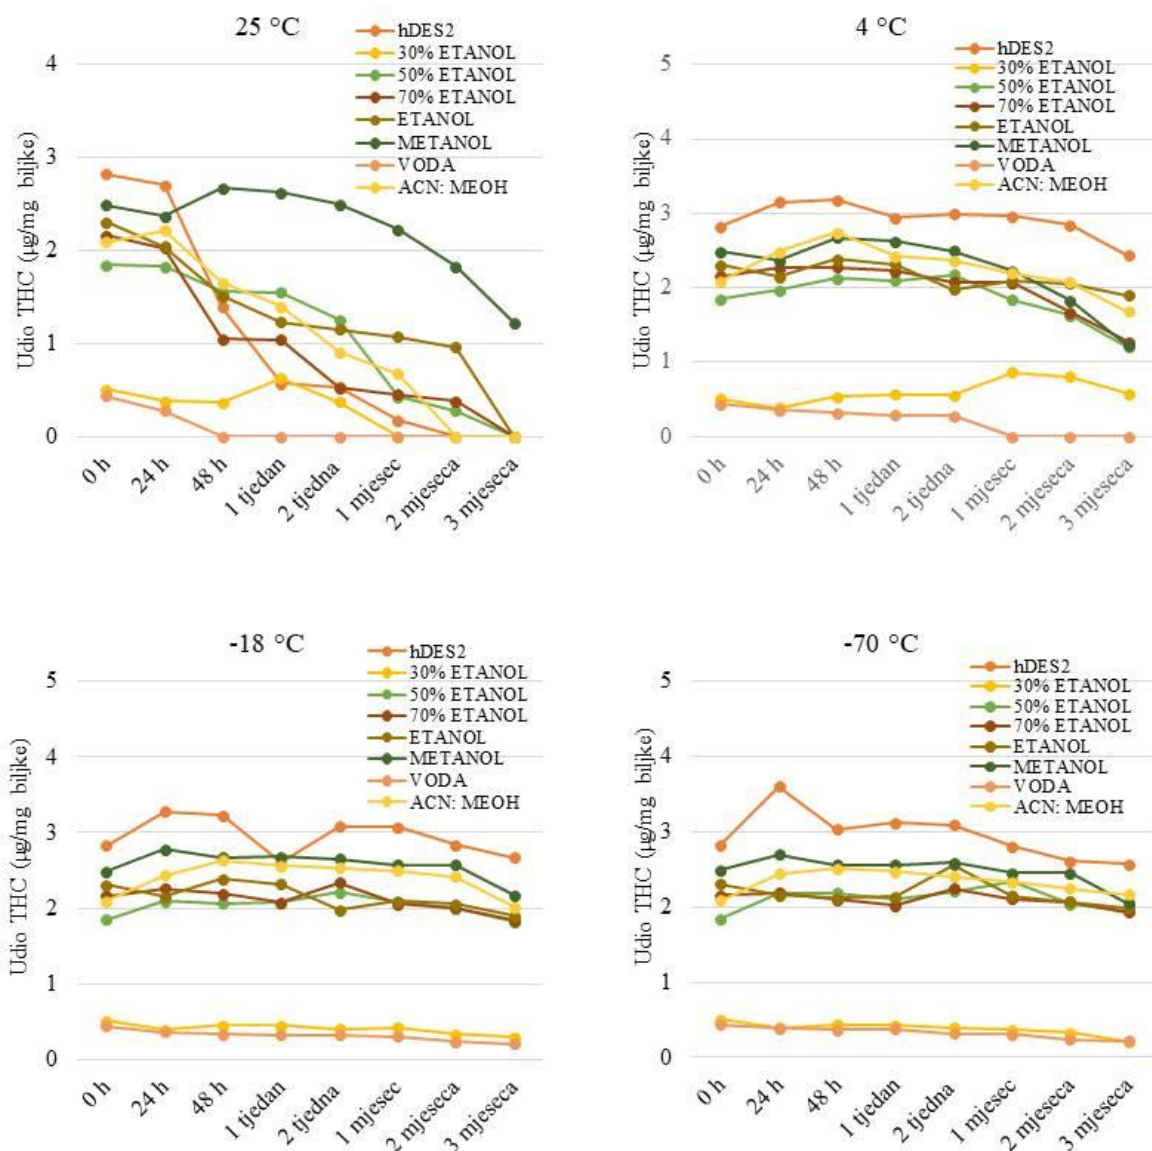 25 °C
hDES2
30% ETANOL
50% ETANOL
70% ETANOL
ETANOL
METANOL
VODA
ACN: MEOH
Udio THC (µg/mg biljke)
4
3
2
1
0
0 h
24 h
48 h
1 tjedan
2 tjedna
1 mjesec
2 mjeseca
3 mjeseca
4 °C
hDES2
30% ETANOL
50% ETANOL
70% ETANOL
ETANOL
METANOL
VODA
ACN: MEOH
Udio THC (µg/mg biljke)
5
4
3
2
1
0
0 h
24 h
48 h
1 tjedan
2 tjedna
1 mjesec
2 mjeseca
3 mjeseca
-18 °C
hDES2
30% ETANOL
50% ETANOL
70% ETANOL
ETANOL
METANOL
VODA
ACN: MEOH
Udio THC (µg/mg biljke)
5
4
3
2
1
0
0 h
24 h
48 h
1 tjedan
2 tjedna
1 mjesec
2 mjeseca
3 mjeseca
-70 °C
hDES2
30% ETANOL
50% ETANOL
70% ETANOL
ETANOL
METANOL
VODA
ACN: MEOH
Udio THC (µg/mg biljke)
5
4
3
2
1
0
0 h
24 h
48 h
1 tjedan
2 tjedna
1 mjesec
2 mjeseca
3 mjeseca